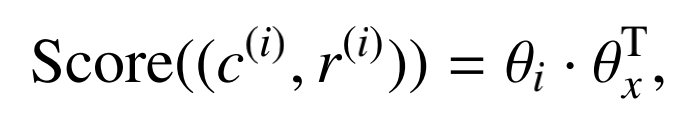 Score((c^{(i)}, r^{(i)})) = θ_i · θ_x^T,